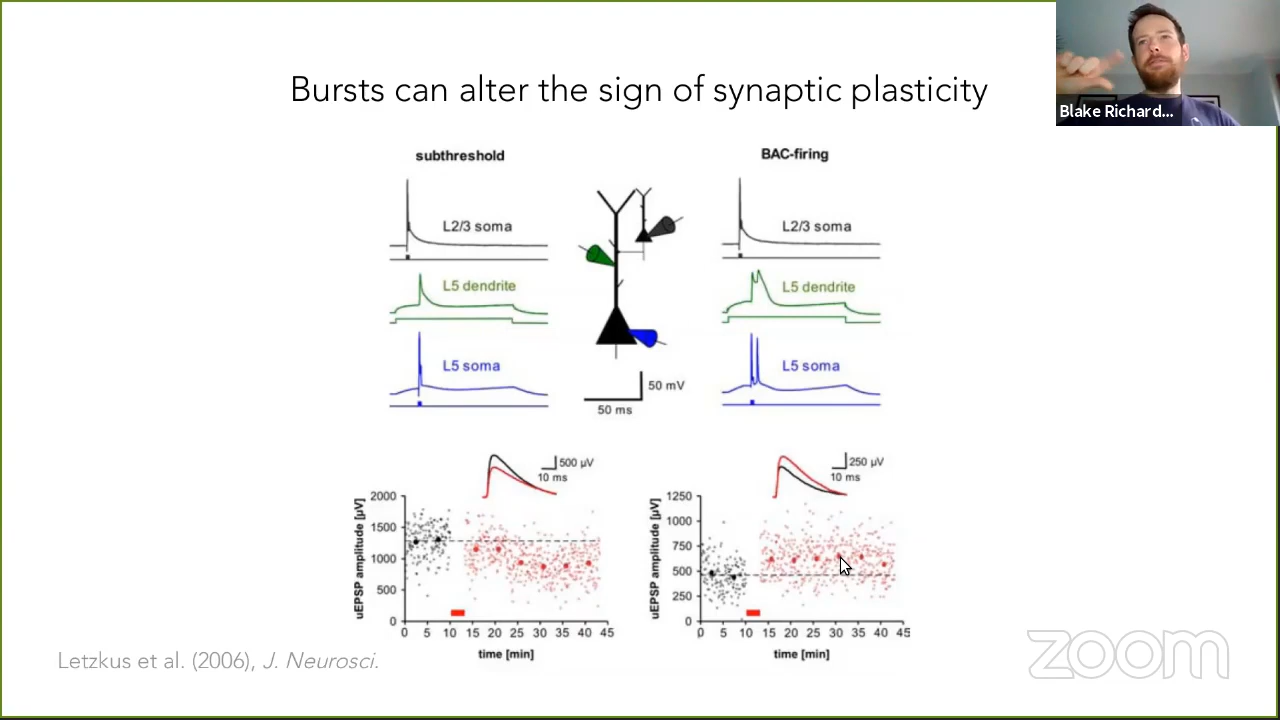 Bursts can alter the sign of synaptic plasticity
Blake Richard...
subthreshold
BAC-firing
L2/3 soma
L2/3 soma
L5 dendrite
L5 dendrite
L5 soma
L5 soma
50 mV
50 ms
500 µV
10 ms
250 µV
10 ms
uEPSP amplitude [µV]
2000
1500
1000
500
0
0 5 10 15 20 25 30 35 40 45
time [min]
uEPSP amplitude [µV]
1250
1000
750
500
250
0
0 5 10 15 20 25 30 35 40 45
time [min]
Letzkus et al. (2006), J. Neurosci.
zoom